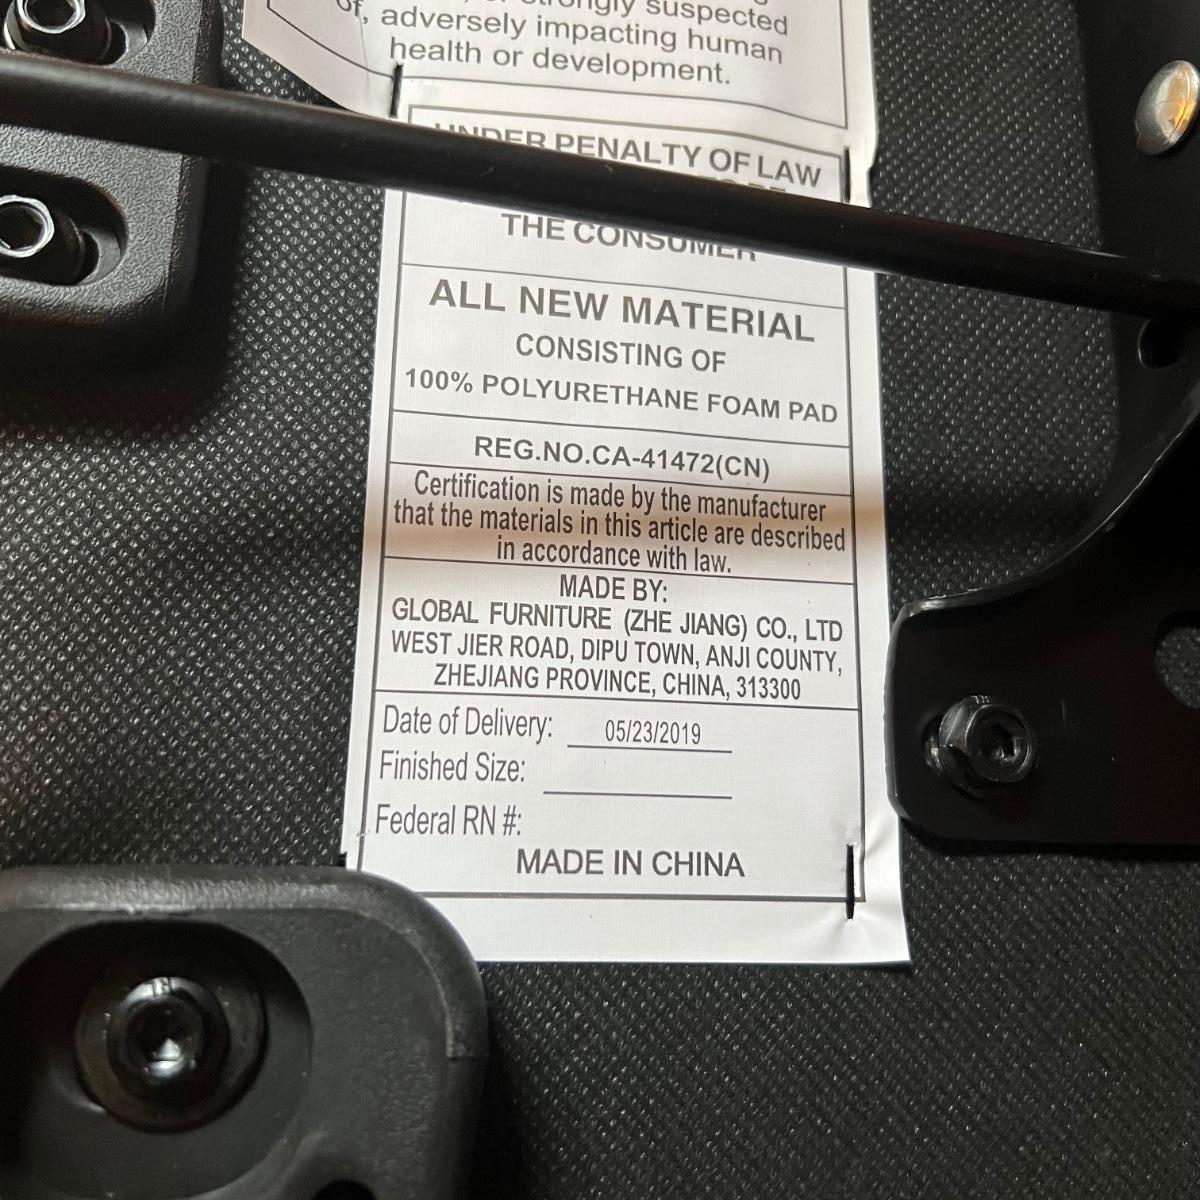 strongly suspected
of, adversely impacting human
health or development.
UNDER PENALTY OF LAW
THE CONSUMER
ALL NEW MATERIAL
CONSISTING OF
100% POLYURETHANE FOAM PAD
REG.NO.CA-41472(CN)
Certification is made by the manufacturer
that the materials in this article are described
in accordance with law.
MADE BY:
GLOBAL FURNITURE (ZHE JIANG) CO., LTD
WEST JIER ROAD, DIPU TOWN, ANJI COUNTY,
ZHEJIANG PROVINCE, CHINA, 313300
Date of Delivery: 05/23/2019
Finished Size:
Federal RN #:
MADE IN CHINA